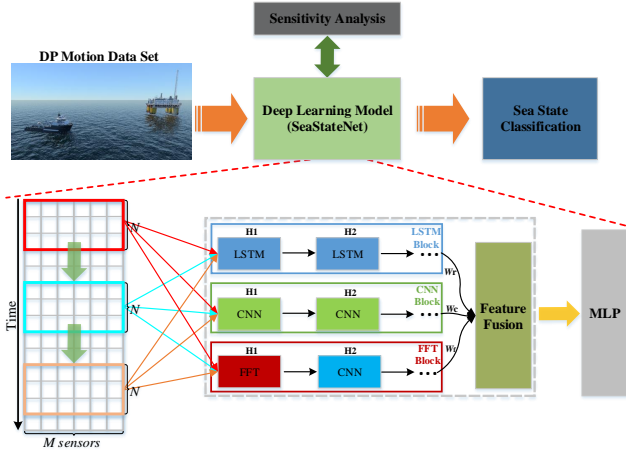 Sensitivity Analysis
DP Motion Data Set
Deep Learning Model
(SeaStateNet)
Sea State
Classification
Time
N
N
N
M sensors
H1
H2
LSTM
Block
LSTM
LSTM
...
H1
H2
CNN
Block
CNN
CNN
...
H1
H2
FFT
Block
FFT
CNN
...
Wr
Wc
Wf
Feature
Fusion
MLP